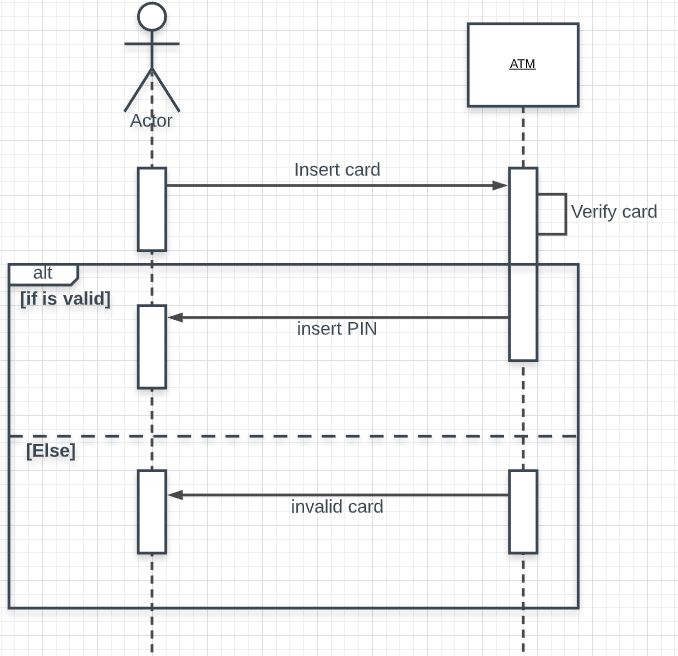 Actor
ATM
Insert card
Verify card
alt
[if is valid]
insert PIN
[Else]
invalid card